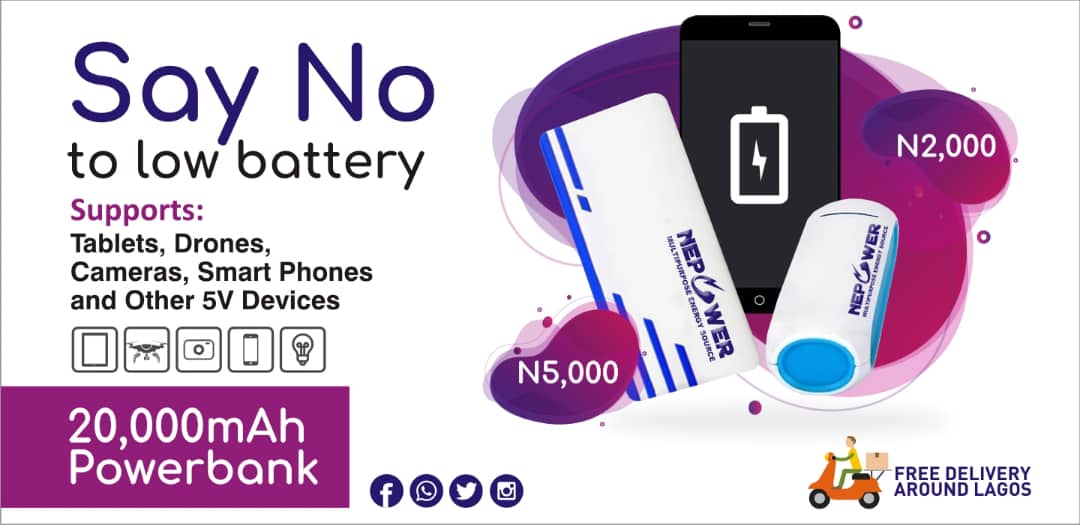 Say No
to low battery
Supports:
Tablets, Drones,
Cameras, Smart Phones
and Other 5V Devices
20,000mAh
Powerbank
N2,000
NEPOWER
MULTIPURPOSE ENERGY SOURCE
NEPOWER
MULTIPURPOSE ENERGY SOURCE
N5,000
FREE DELIVERY
AROUND LAGOS